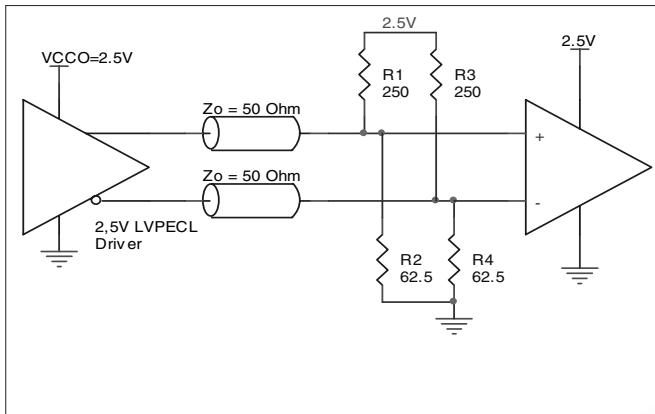 2.5V
VCCO=2.5V
2.5V
R1
250
R3
250
Zo = 50 Ohm
+
Zo = 50 Ohm
-
2,5V LVPECL
Driver
R2
62.5
R4
62.5